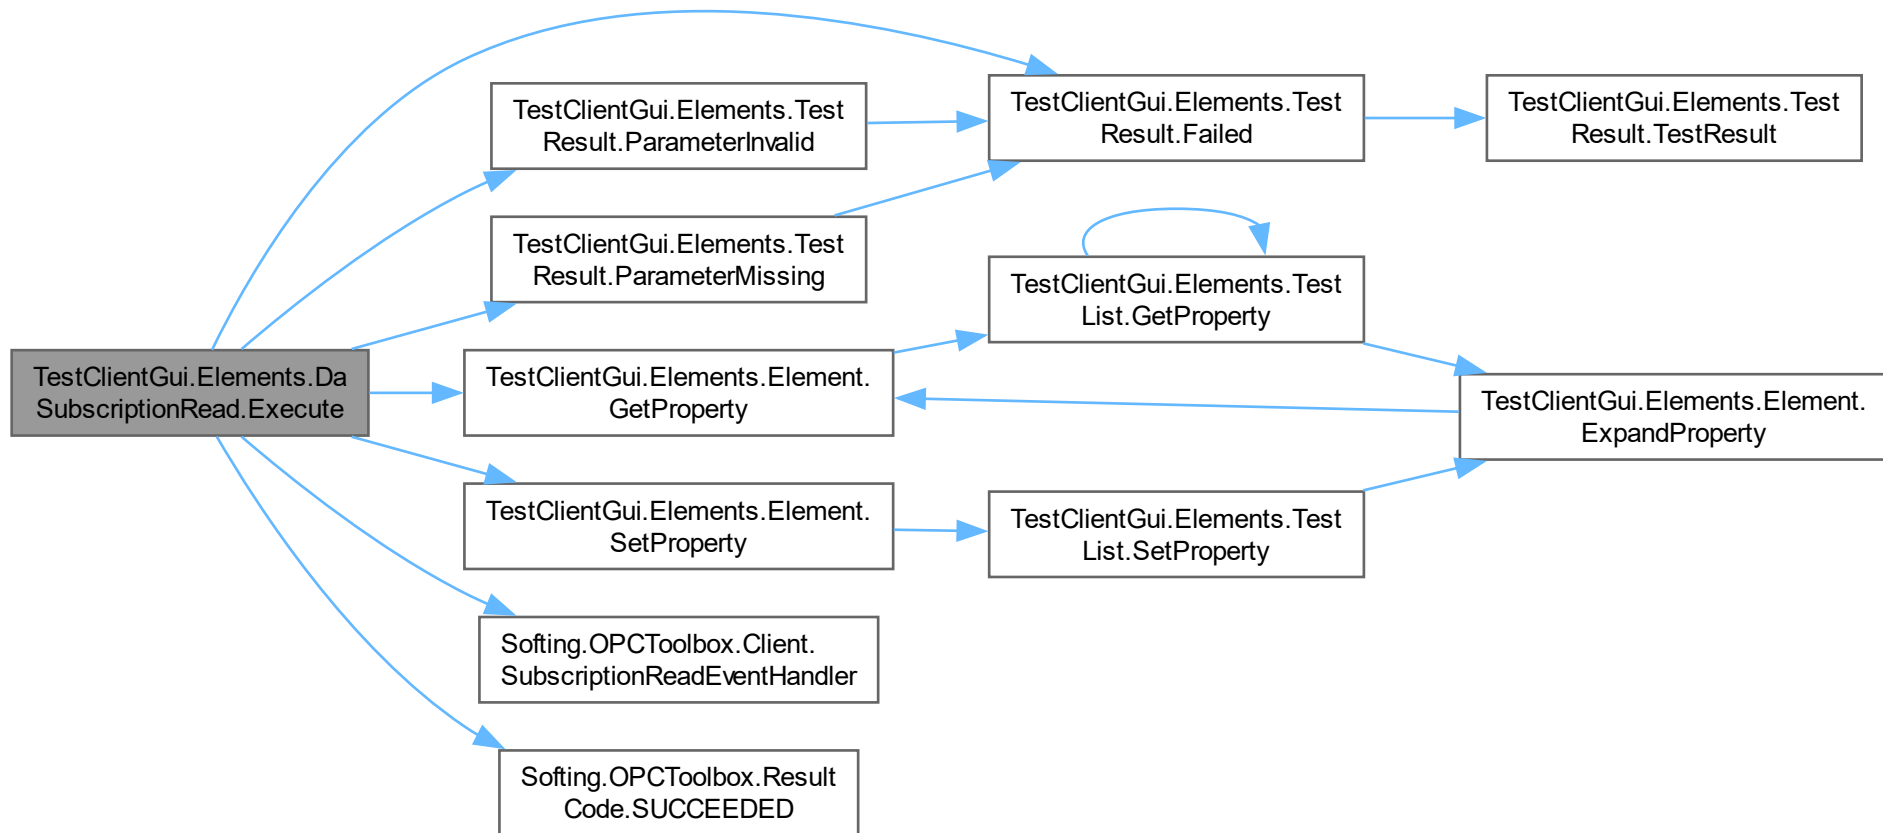 TestClientGui.Elements.Da
SubscriptionRead.Execute
TestClientGui.Elements.Test
Result.ParameterInvalid
TestClientGui.Elements.Test
Result.ParameterMissing
TestClientGui.Elements.Element.
GetProperty
TestClientGui.Elements.Element.
SetProperty
Softing.OPCToolbox.Client.
SubscriptionReadEventHandler
Softing.OPCToolbox.Result
Code.SUCCEEDED
TestClientGui.Elements.Test
Result.Failed
TestClientGui.Elements.Test
List.GetProperty
TestClientGui.Elements.Test
List.SetProperty
TestClientGui.Elements.Test
Result.TestResult
TestClientGui.Elements.Element.
ExpandProperty